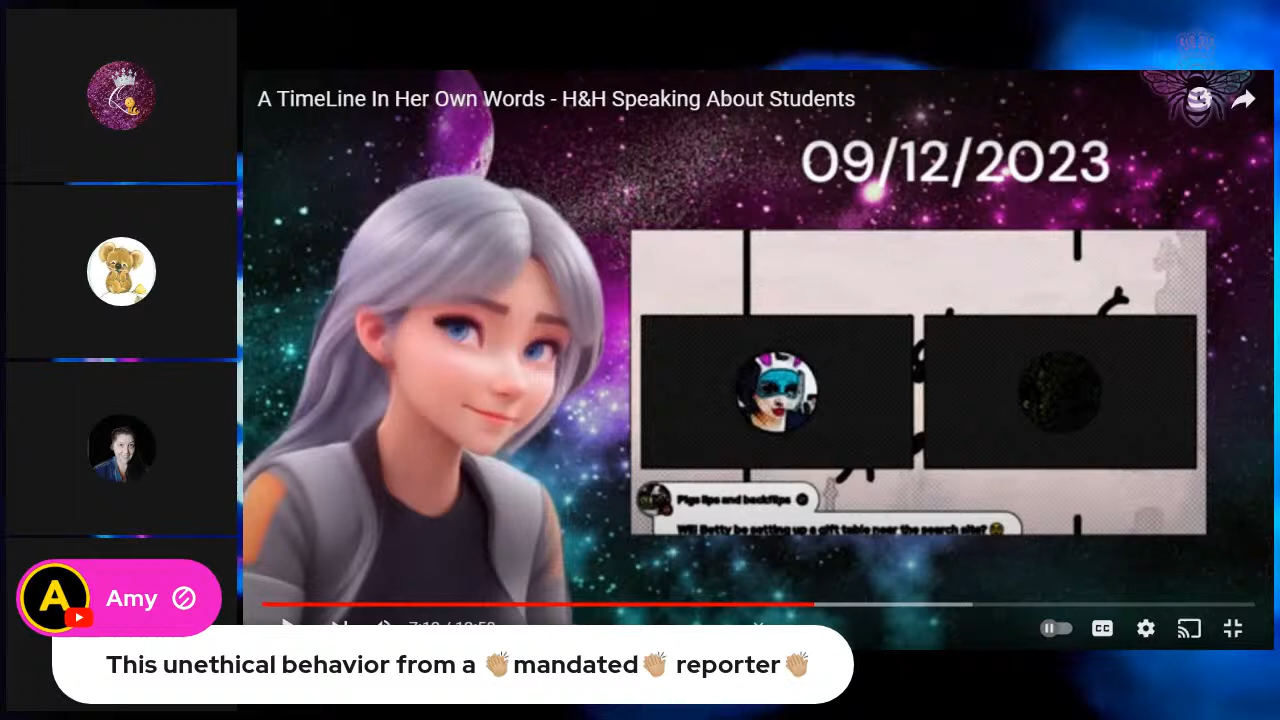 A TimeLine In Her Own Words - H&H Speaking About Students
09/12/2023
Pigs lips and backflips
Will Betty be setting up a gift table near the search site?
CC
A
Amy
This unethical behavior from a 👏🏼mandated👏🏼 reporter👏🏼